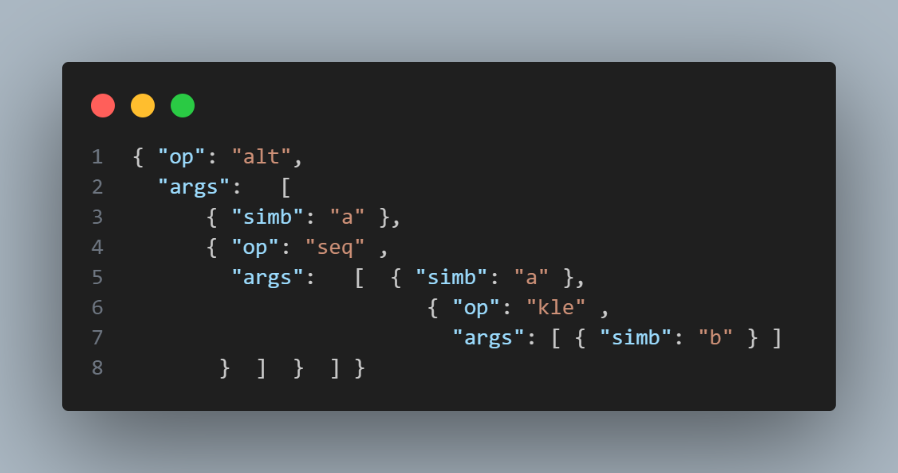 1 { "op": "alt",
2 "args": [
3 { "simb": "a" },
4 { "op": "seq" ,
5 "args": [ { "simb": "a" },
6 { "op": "kle" ,
7 "args": [ { "simb": "b" } ]
8 } ] } ] }